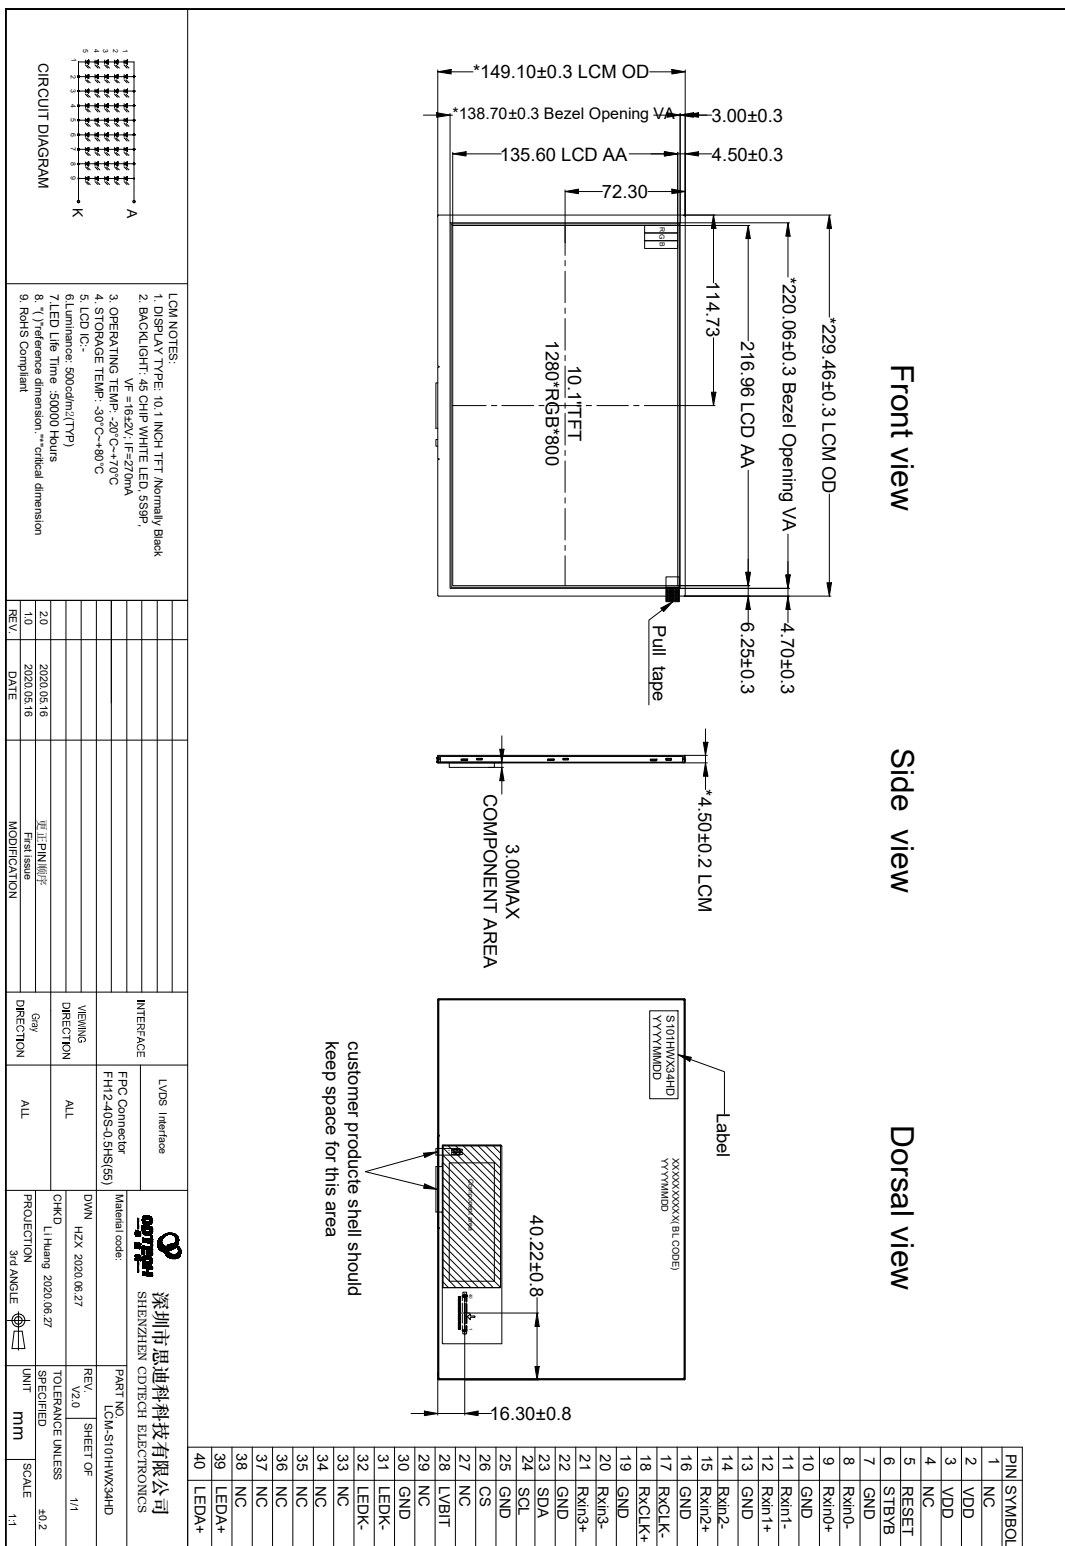 Front view
Side view
Dorsal view
*229.46±0.3 LCM OD
*220.06±0.3 Bezel Opening VA
4.70±0.3
216.96 LCD AA
6.25±0.3
114.73
*149.10±0.3 LCM OD
*138.70±0.3 Bezel Opening VA
3.00±0.3
135.60 LCD AA
4.50±0.3
72.30
RGB
10.1"TFT
1280*RGB*800
Pull tape
*4.50±0.2 LCM
3.00MAX
COMPONENT AREA
Label
S101HWX34HD
YYYYMMDD
XXXXXXXXXX( BL CODE)
YYYYMMDD
40.22±0.8
16.30±0.8
customer producte shell should
keep space for this area
PIN SYMBOL
1 NC
2 VDD
3 VDD
4 NC
5 RESET
6 STBYB
7 GND
8 Rxin0-
9 Rxin0+
10 GND
11 Rxin1-
12 Rxin1+
13 GND
14 Rxin2-
15 Rxin2+
16 GND
17 RxCLK-
18 RxCLK+
19 GND
20 Rxin3-
21 Rxin3+
22 GND
23 SDA
24 SCL
25 GND
26 CS
27 NC
28 LVBIT
29 NC
30 GND
31 LEDK-
32 LEDK-
33 NC
34 NC
35 NC
36 NC
37 NC
38 NC
39 LEDA+
40 LEDA+
A
K
1 2 3 4 5 6 7 8 9
1
2
3
4
5
CIRCUIT DIAGRAM
LCM NOTES:
1. DISPLAY TYPE: 10.1 INCH TFT /Normally Black
2. BACKLIGHT: 45 CHIP WHITE LED, 5S9P,
VF =16±2V; IF=270mA
3. OPERATING TEMP: -20°C~+70°C
4. STORAGE TEMP: -30°C~+80°C
5. LCD IC:-
6.Luminance: 500cd/m2(TYP)
7.LED Life Time :50000 Hours
8. "( )"reference dimension,"*"critical dimension
9. RoHS Compliant
2.0 2020.05.16 更正PIN顺序
1.0 2020.05.16 First issue
REV. DATE MODIFICATION
INTERFACE
LVDS Interface
FPC Connector
FH12-40S-0.5HS(55)
VIEWING
DIRECTION
ALL
Gray
DIRECTION
ALL
CDTECH
深圳市思迪科科技有限公司
SHENZHEN CDTECH ELECTRONICS
Material code:
PART NO.
LCM-S101HWX34HD
DWN
HZX 2020.06.27
REV.
V2.0
SHEET OF
1/1
CHKD
Li Huang 2020.06.27
TOLERANCE UNLESS
SPECIFIED ±0.2
PROJECTION
3rd ANGLE
UNIT
mm
SCALE
1:1